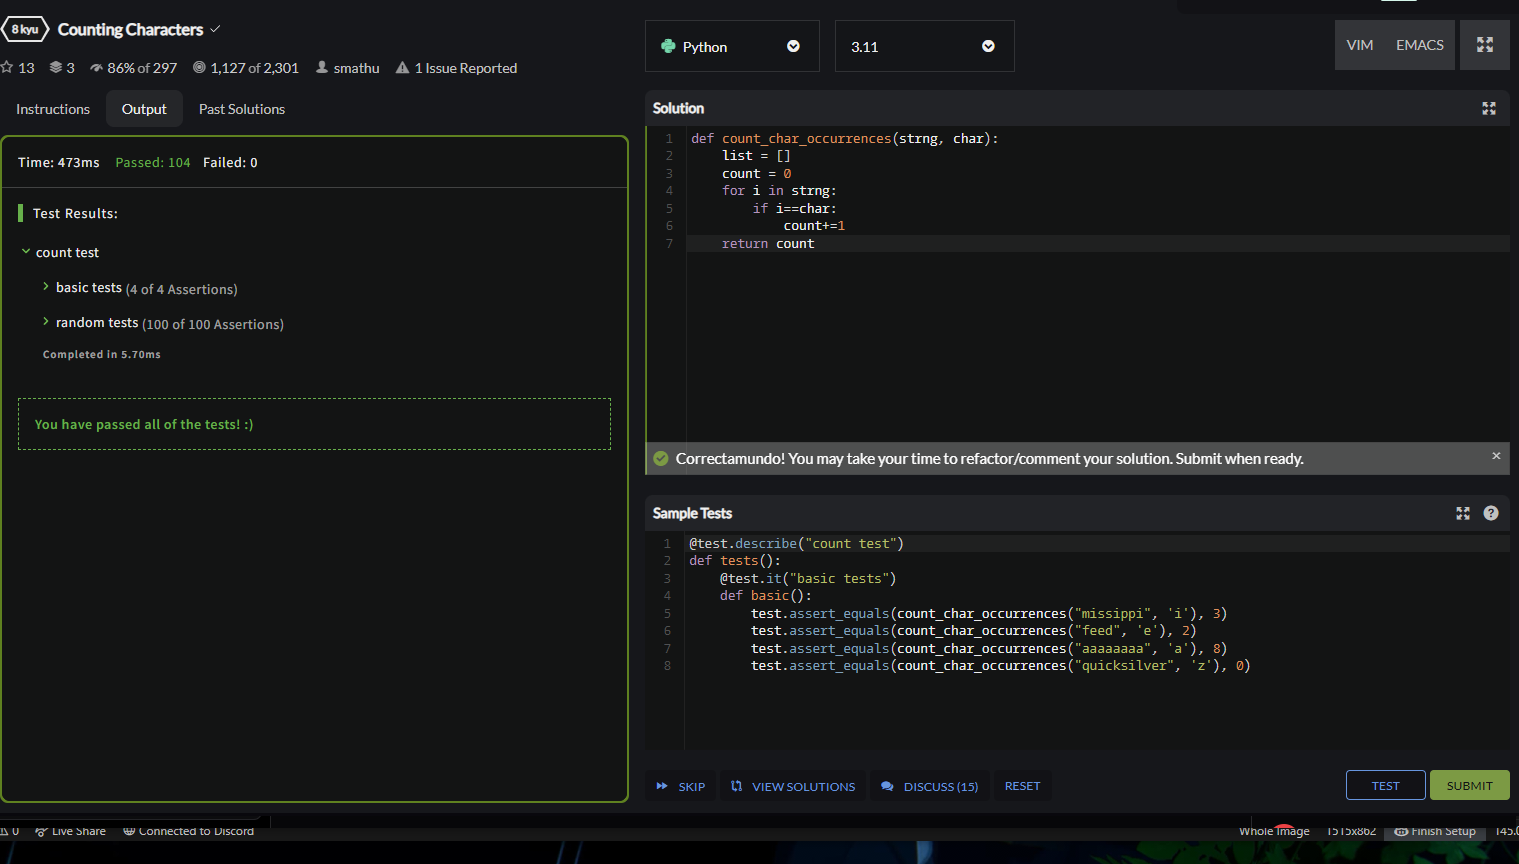 8 kyu Counting Characters
13 3 86% of 297 1,127 of 2,301 smathu 1 Issue Reported
Instructions Output Past Solutions
Time: 473ms Passed: 104 Failed: 0
Test Results:
count test
basic tests (4 of 4 Assertions)
random tests (100 of 100 Assertions)
Completed in 5.70ms
You have passed all of the tests! :)
Python 3.11 VIM EMACS
Solution
1 def count_char_occurrences(strng, char):
2 list = []
3 count = 0
4 for i in strng:
5 if i==char:
6 count+=1
7 return count
Correctamundo! You may take your time to refactor/comment your solution. Submit when ready. ×
Sample Tests ?
1 @test.describe("count test")
2 def tests():
3 @test.it("basic tests")
4 def basic():
5 test.assert_equals(count_char_occurrences("missippi", 'i'), 3)
6 test.assert_equals(count_char_occurrences("feed", 'e'), 2)
7 test.assert_equals(count_char_occurrences("aaaaaaaa", 'a'), 8)
8 test.assert_equals(count_char_occurrences("quicksilver", 'z'), 0)
SKIP VIEW SOLUTIONS DISCUSS (15) RESET TEST SUBMIT
0 Live Share Connected to Discord Whole Image 1515x862 Finish Setup 145.0